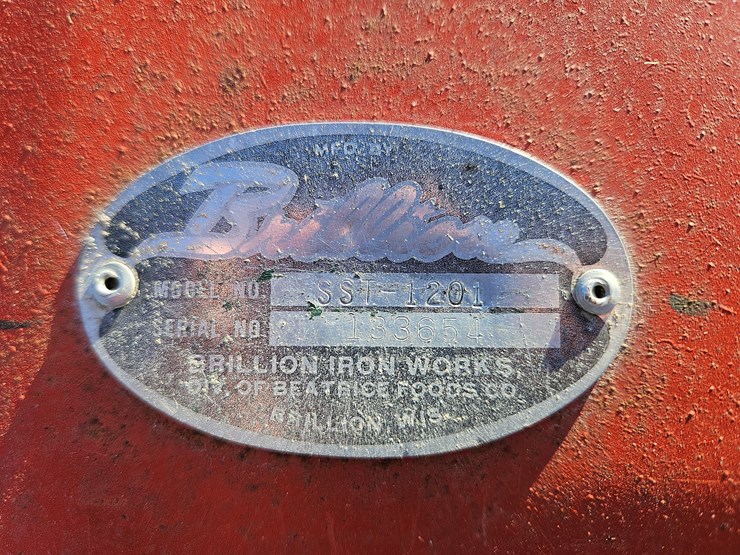 MFD. BY
Brillion
MODEL NO. SST-1201
SERIAL NO. 133654
BRILLION IRON WORKS,
DIV. OF BEATRICE FOODS CO.
BRILLION, WIS.